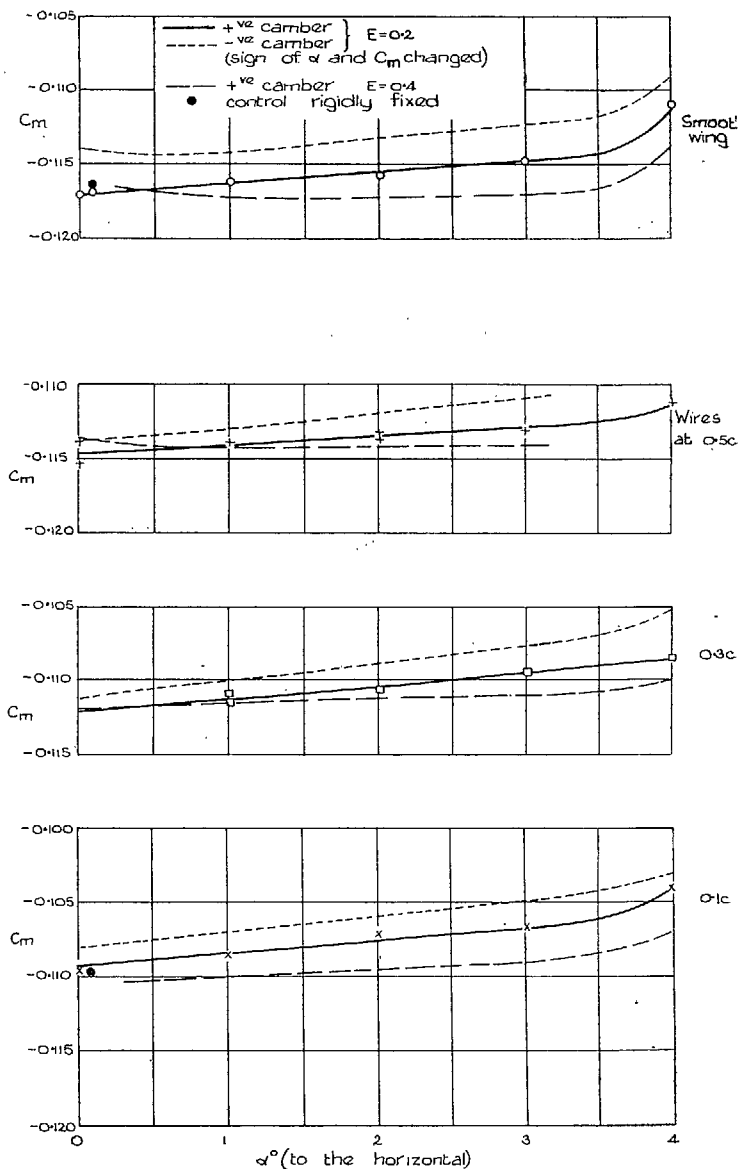 -0·105
+ve camber
-ve camber } E=0·2
(sign of α and Cm changed)
+ve camber E=0·4
● control rigidly fixed
-0·110
Cm
-0·115
-0·120
Smoot
wing
-0·110
-0·115
Cm
-0·120
Wires
at 0·5c
-0·105
-0·110
Cm
-0·115
0·3c
-0·100
-0·105
Cm
-0·110
-0·115
-0·120
0·1c
0 1 2 3 4
α° (to the horizontal)